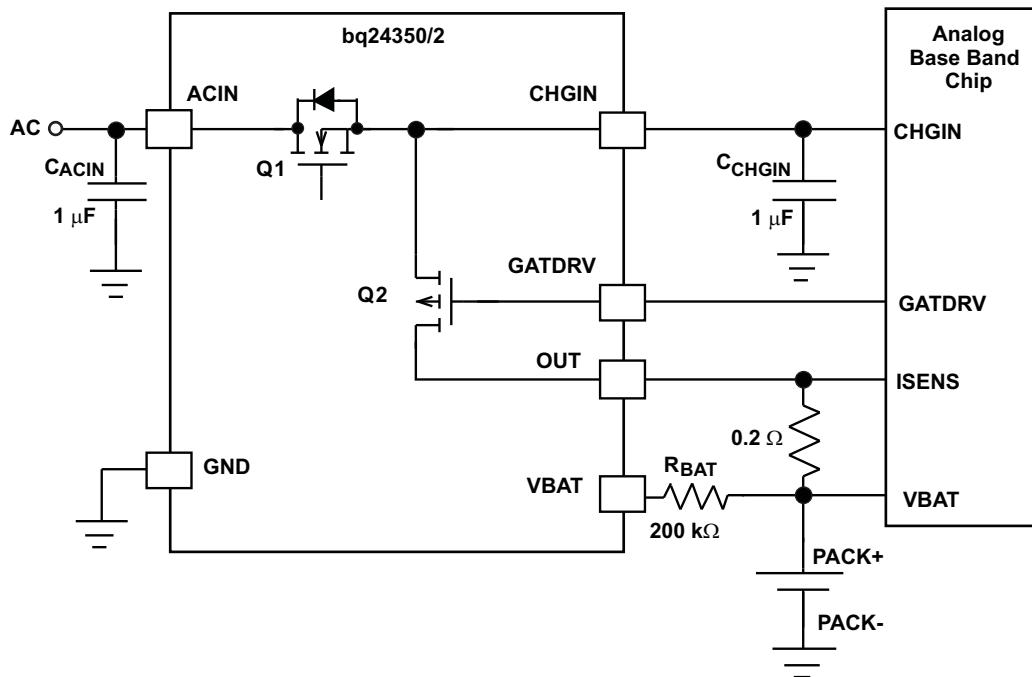 bq24350/2
Analog
Base Band
Chip
ACIN
CHGIN
AC
CHGIN
CACIN
Q1
CCHGIN
1 μF
1 μF
GATDRV
Q2
GATDRV
OUT
ISENS
0.2 Ω
GND
RBAT
VBAT
VBAT
200 kΩ
PACK+
PACK-